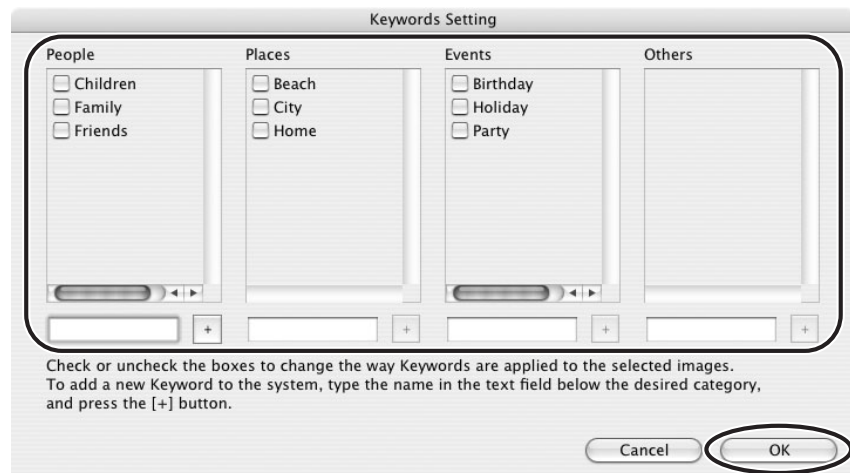 Keywords Setting
People Places Events Others
Children Beach Birthday
Family City Holiday
Friends Home Party
+ + + +
Check or uncheck the boxes to change the way Keywords are applied to the selected images.
To add a new Keyword to the system, type the name in the text field below the desired category,
and press the [+] button.
Cancel OK